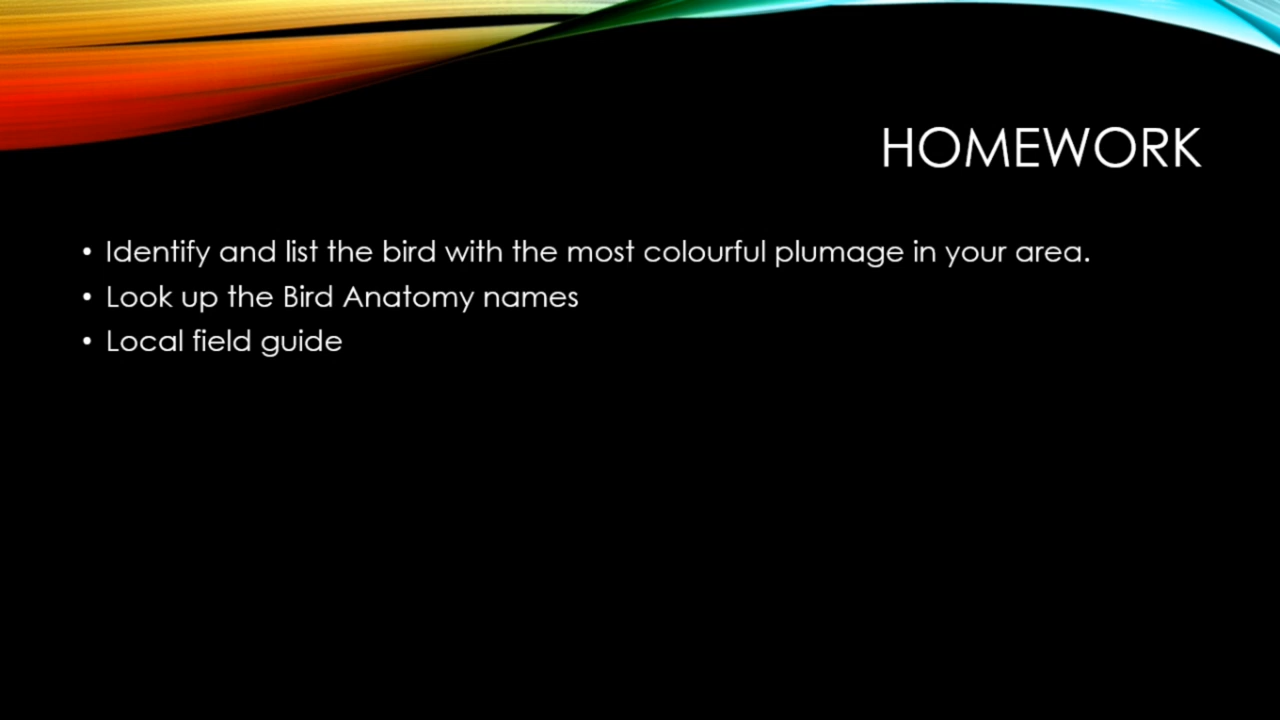 HOMEWORK
• Identify and list the bird with the most colourful plumage in your area.
• Look up the Bird Anatomy names
• Local field guide